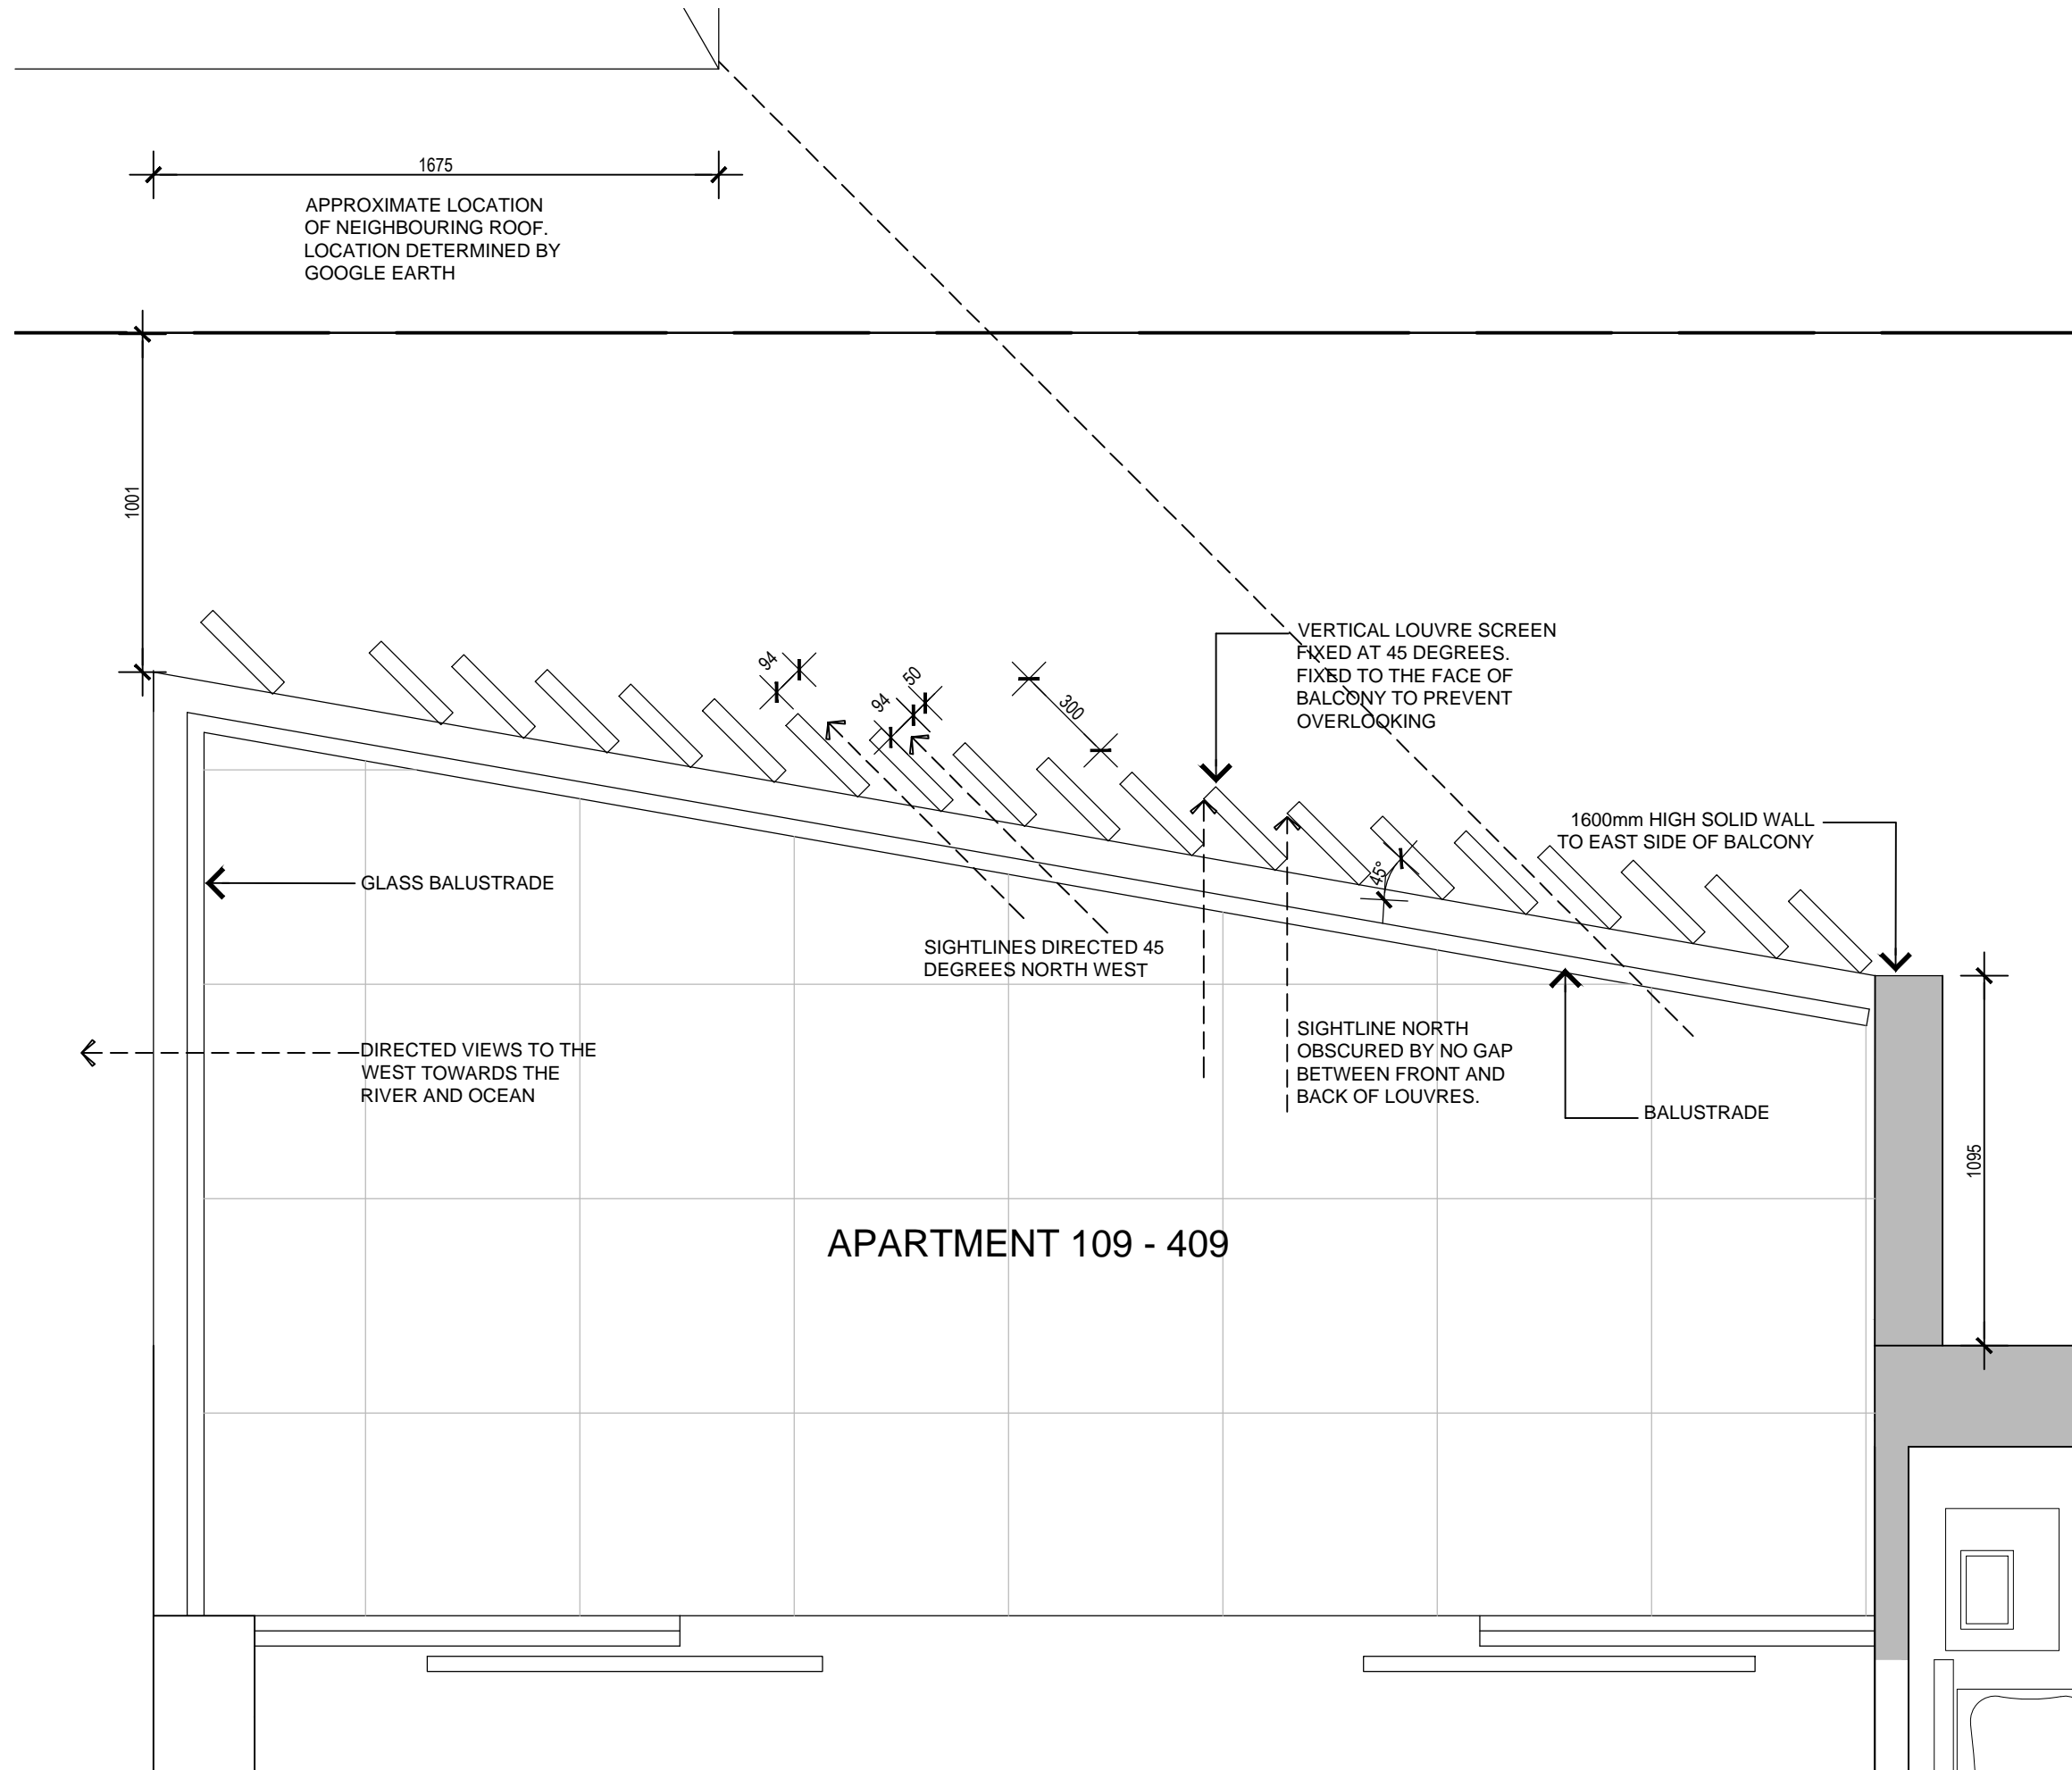 1675
APPROXIMATE LOCATION
OF NEIGHBOURING ROOF.
LOCATION DETERMINED BY
GOOGLE EARTH
1001
94
94
50
300
VERTICAL LOUVRE SCREEN
FIXED AT 45 DEGREES.
FIXED TO THE FACE OF
BALCONY TO PREVENT
OVERLOOKING
1600mm HIGH SOLID WALL
TO EAST SIDE OF BALCONY
45°
GLASS BALUSTRADE
SIGHTLINES DIRECTED 45
DEGREES NORTH WEST
DIRECTED VIEWS TO THE
WEST TOWARDS THE
RIVER AND OCEAN
SIGHTLINE NORTH
OBSCURED BY NO GAP
BETWEEN FRONT AND
BACK OF LOUVRES.
BALUSTRADE
1095
APARTMENT 109 - 409